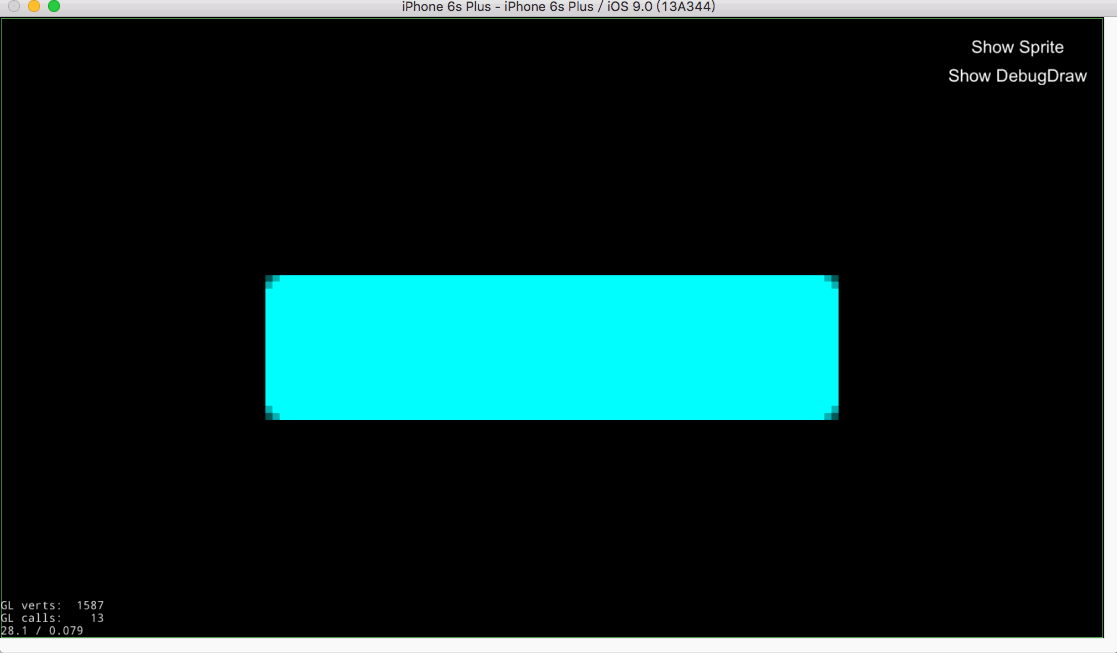 iPhone 6s Plus - iPhone 6s Plus / iOS 9.0 (13A344)
Show Sprite
Show DebugDraw
GL verts: 1587
GL calls: 13
28.1 / 0.079